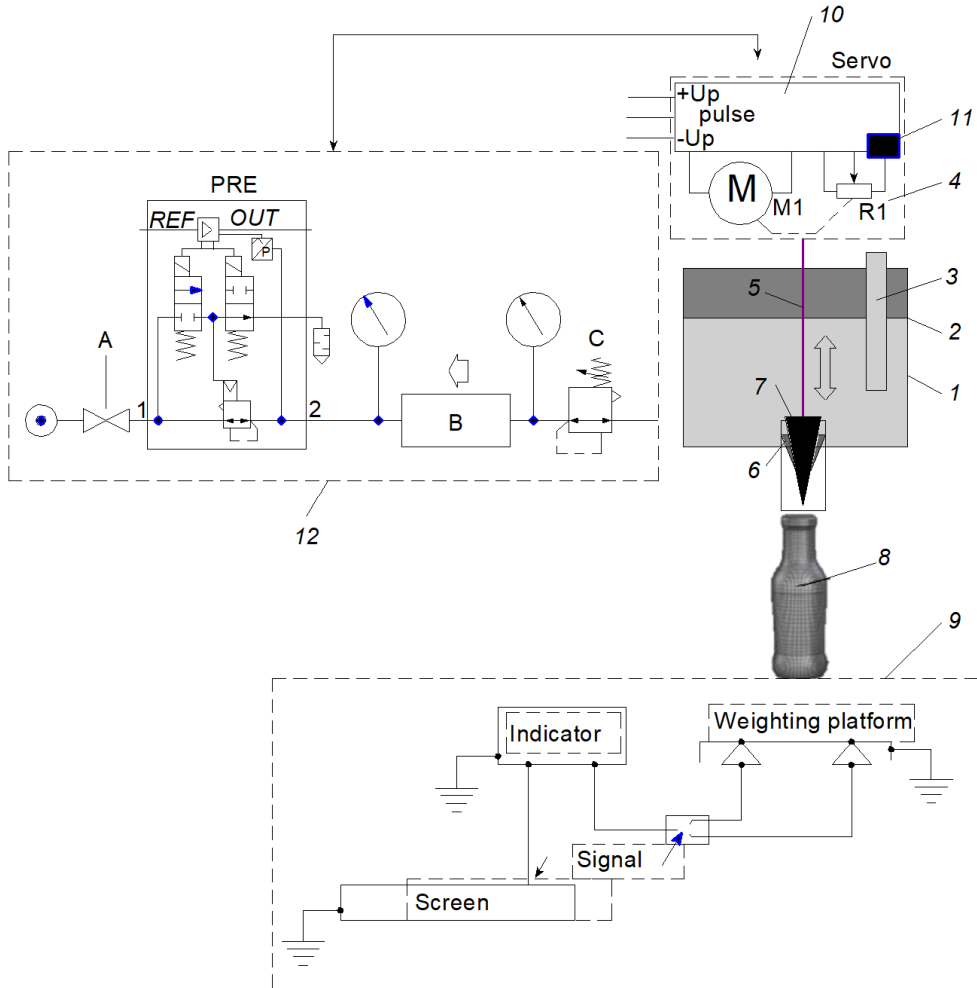 10
Servo
+Up
pulse
-Up
11
M
M1
R1
4
PRE
REF OUT
P
3
5
2
A
C
1
1
2
B
7
6
12
8
9
Indicator
Weighting platform
Signal
Screen